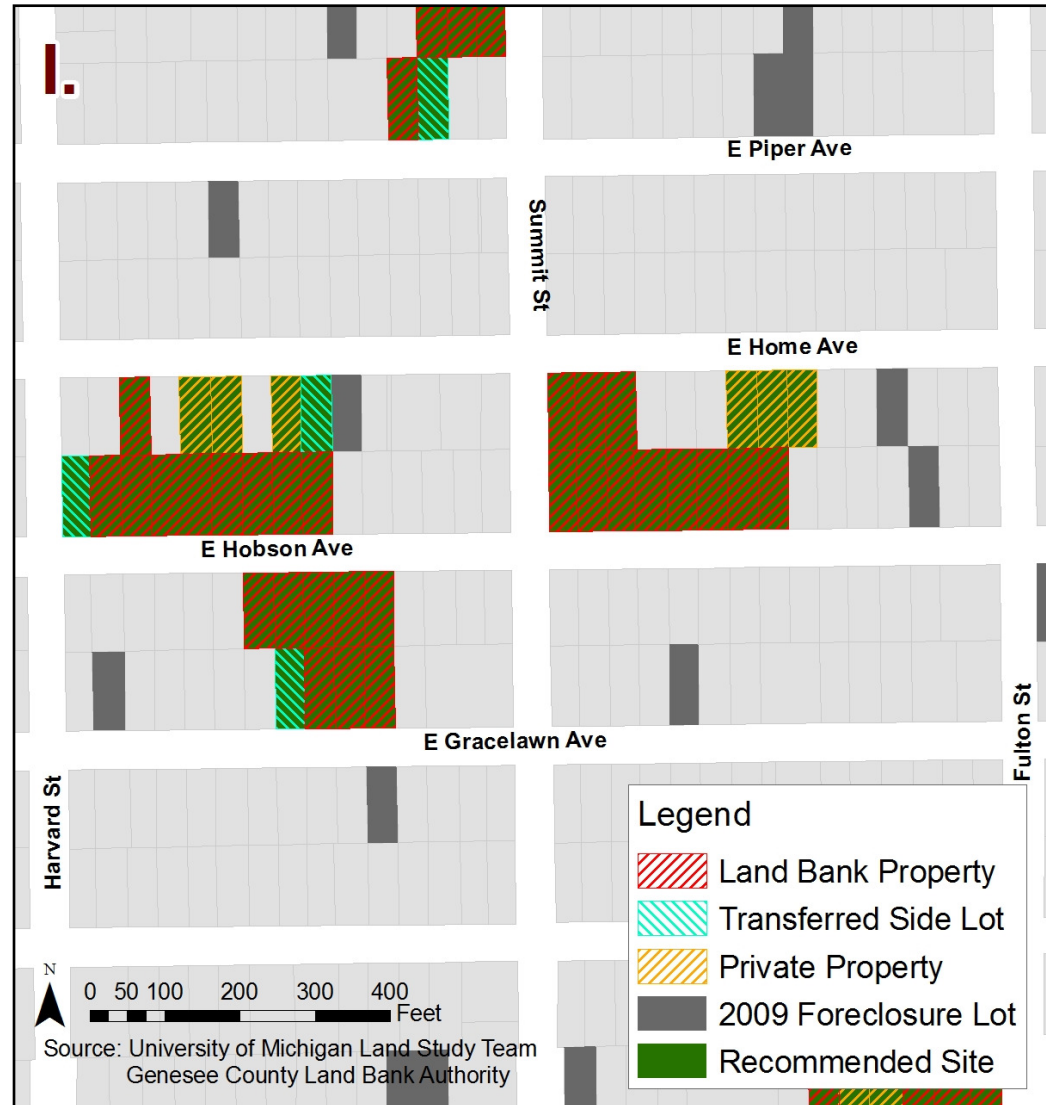 I.
E Piper Ave
Summit St
E Home Ave
E Hobson Ave
E Gracelawn Ave
Fulton St
Harvard St
Legend
Land Bank Property
Transferred Side Lot
Private Property
2009 Foreclosure Lot
Recommended Site
N
0 50 100 200 300 400
Feet
Source: University of Michigan Land Study Team
Genesee County Land Bank Authority